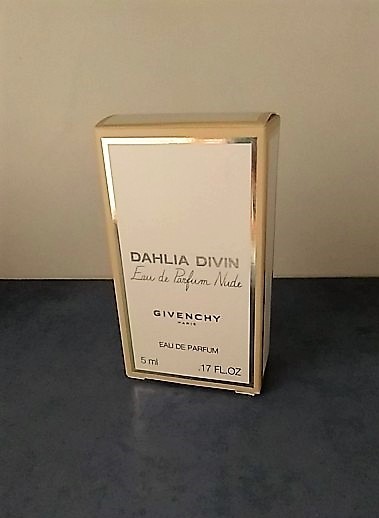 DAHLIA DIVIN
Eau de Parfum Nude
GIVENCHY
PARIS
EAU DE PARFUM
5 ml .17 FL.OZ